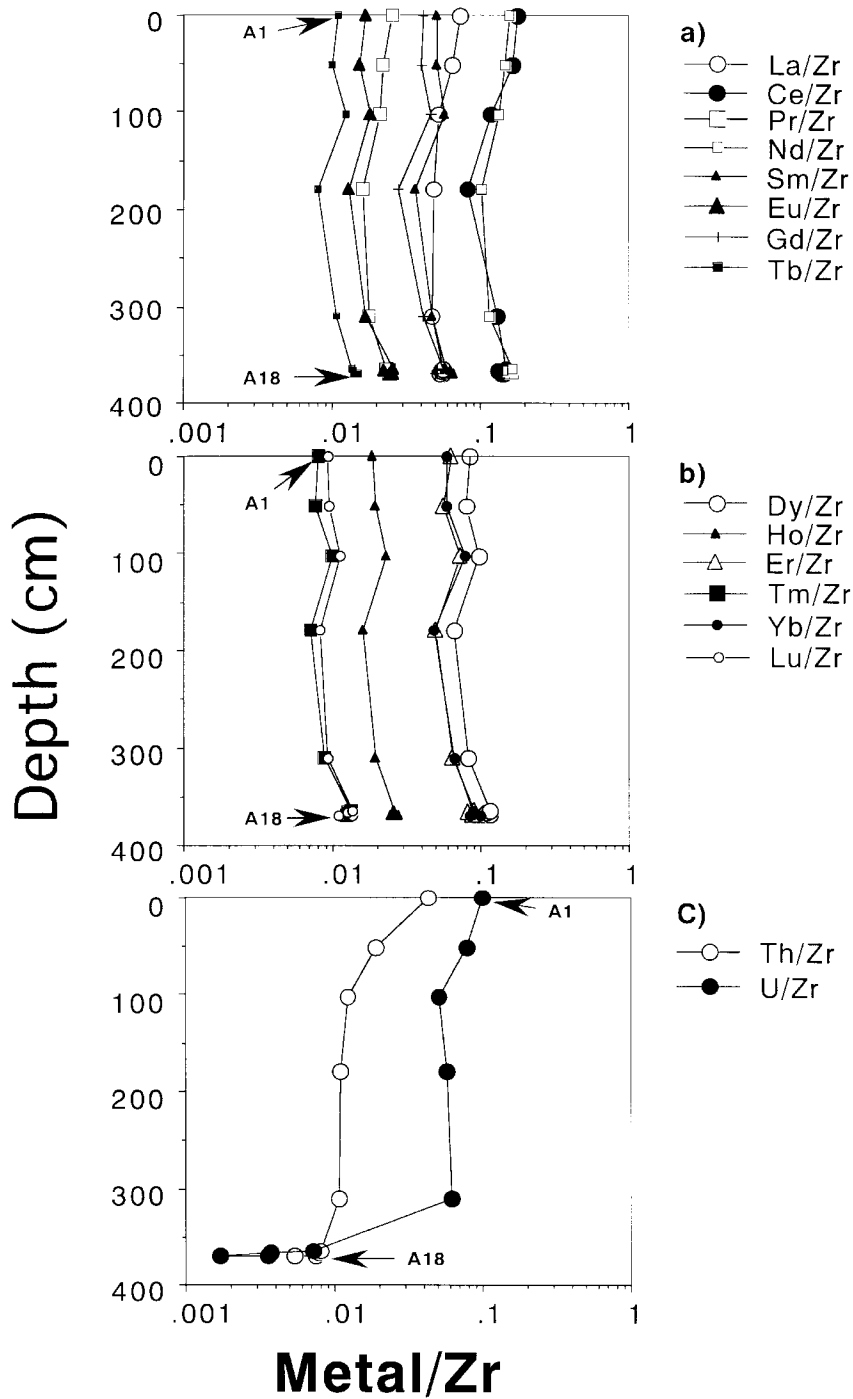 a)
La/Zr
Ce/Zr
Pr/Zr
Nd/Zr
Sm/Zr
Eu/Zr
Gd/Zr
Tb/Zr
A1
A18
0
100
200
300
400
.001 .01 .1 1
b)
Dy/Zr
Ho/Zr
Er/Zr
Tm/Zr
Yb/Zr
Lu/Zr
A1
A18
0
100
200
300
400
.001 .01 .1 1
C)
Th/Zr
U/Zr
A1
A18
0
100
200
300
400
.001 .01 .1 1
Depth (cm)
Metal/Zr